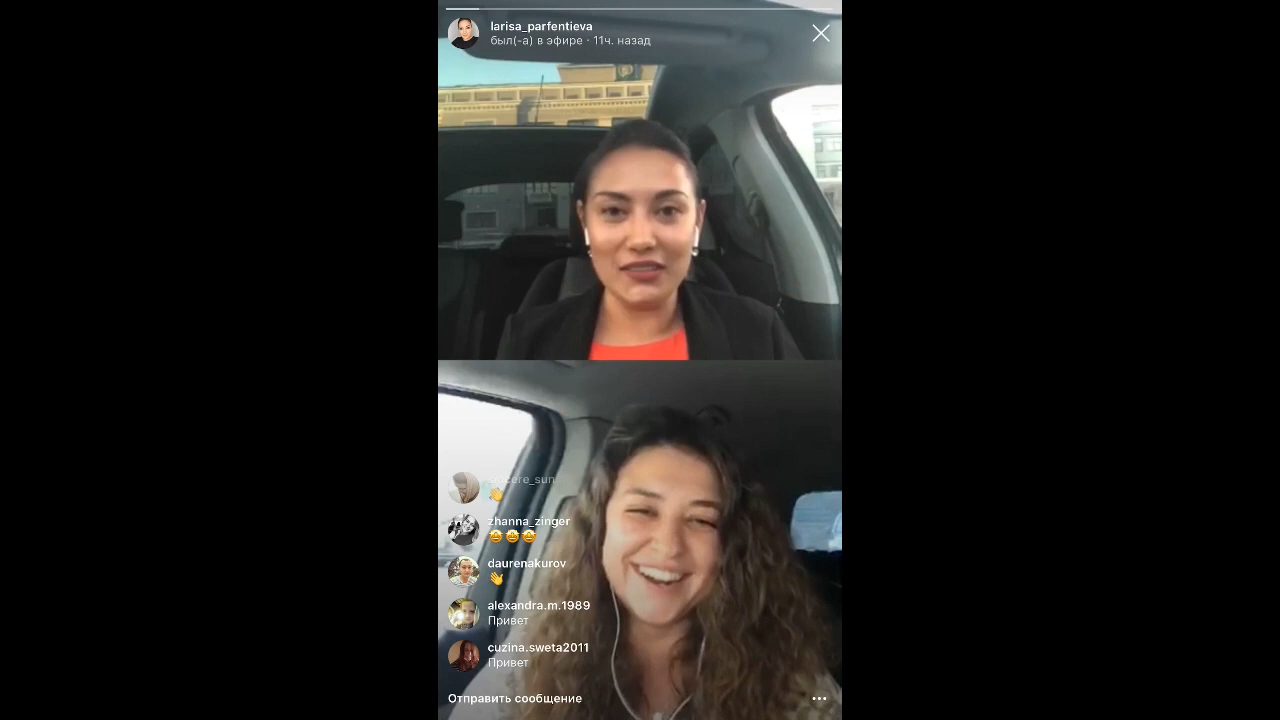 larisa_parfentieva
был(-а) в эфире · 11ч. назад
zhanna_zinger
daurenakurov
alexandra.m.1989
Привет
cuzina.sweta2011
Привет
Отправить сообщение